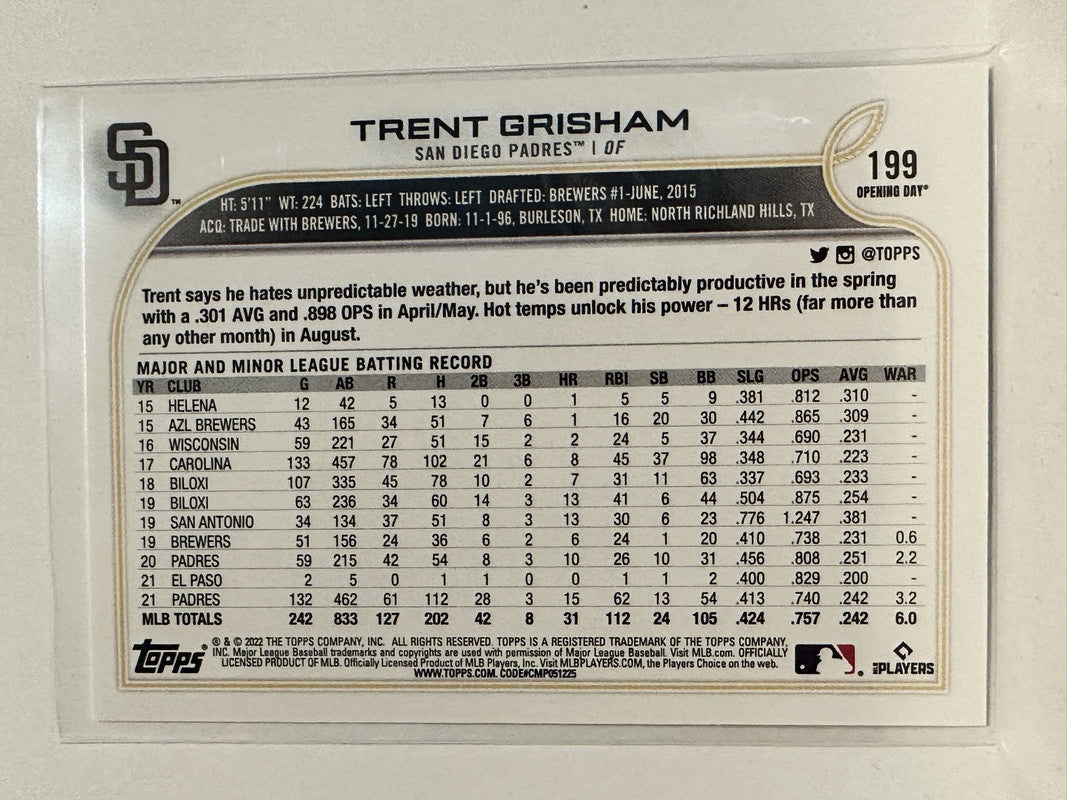 SD™
TRENT GRISHAM
SAN DIEGO PADRES™ | OF
199
OPENING DAY®
HT: 5'11" WT: 224 BATS: LEFT THROWS: LEFT DRAFTED: BREWERS #1-JUNE, 2015
ACQ: TRADE WITH BREWERS, 11-27-19 BORN: 11-1-96, BURLESON, TX HOME: NORTH RICHLAND HILLS, TX
@TOPPS
Trent says he hates unpredictable weather, but he's been predictably productive in the spring
with a .301 AVG and .898 OPS in April/May. Hot temps unlock his power – 12 HRs (far more than
any other month) in August.
MAJOR AND MINOR LEAGUE BATTING RECORD
YR CLUB G AB R H 2B 3B HR RBI SB BB SLG OPS AVG WAR
15 HELENA 12 42 5 13 0 0 1 5 5 9 .381 .812 .310 -
15 AZL BREWERS 43 165 34 51 7 6 1 16 20 30 .442 .865 .309 -
16 WISCONSIN 59 221 27 51 15 2 2 24 5 37 .344 .690 .231 -
17 CAROLINA 133 457 78 102 21 6 8 45 37 98 .348 .710 .223 -
18 BILOXI 107 335 45 78 10 2 7 31 11 63 .337 .693 .233 -
19 BILOXI 63 236 34 60 14 3 13 41 6 44 .504 .875 .254 -
19 SAN ANTONIO 34 134 37 51 8 3 13 30 6 23 .776 1.247 .381 -
19 BREWERS 51 156 24 36 6 2 6 24 1 20 .410 .738 .231 0.6
20 PADRES 59 215 42 54 8 3 10 26 10 31 .456 .808 .251 2.2
21 EL PASO 2 5 0 1 1 0 0 1 1 2 .400 .829 .200 -
21 PADRES 132 462 61 112 28 3 15 62 13 54 .413 .740 .242 3.2
MLB TOTALS 242 833 127 202 42 8 31 112 24 105 .424 .757 .242 6.0
Topps®
® & © 2022 THE TOPPS COMPANY, INC. ALL RIGHTS RESERVED. TOPPS IS A REGISTERED TRADEMARK OF THE TOPPS COMPANY,
INC. Major League Baseball trademarks and copyrights are used with permission of Major League Baseball. Visit MLB.com. OFFICIALLY
LICENSED PRODUCT OF MLB. Officially Licensed Product of MLB Players, Inc. Visit MLBPLAYERS.COM, the Players Choice on the web.
WWW.TOPPS.COM. CODE#CMP051225
MLB PLAYERS